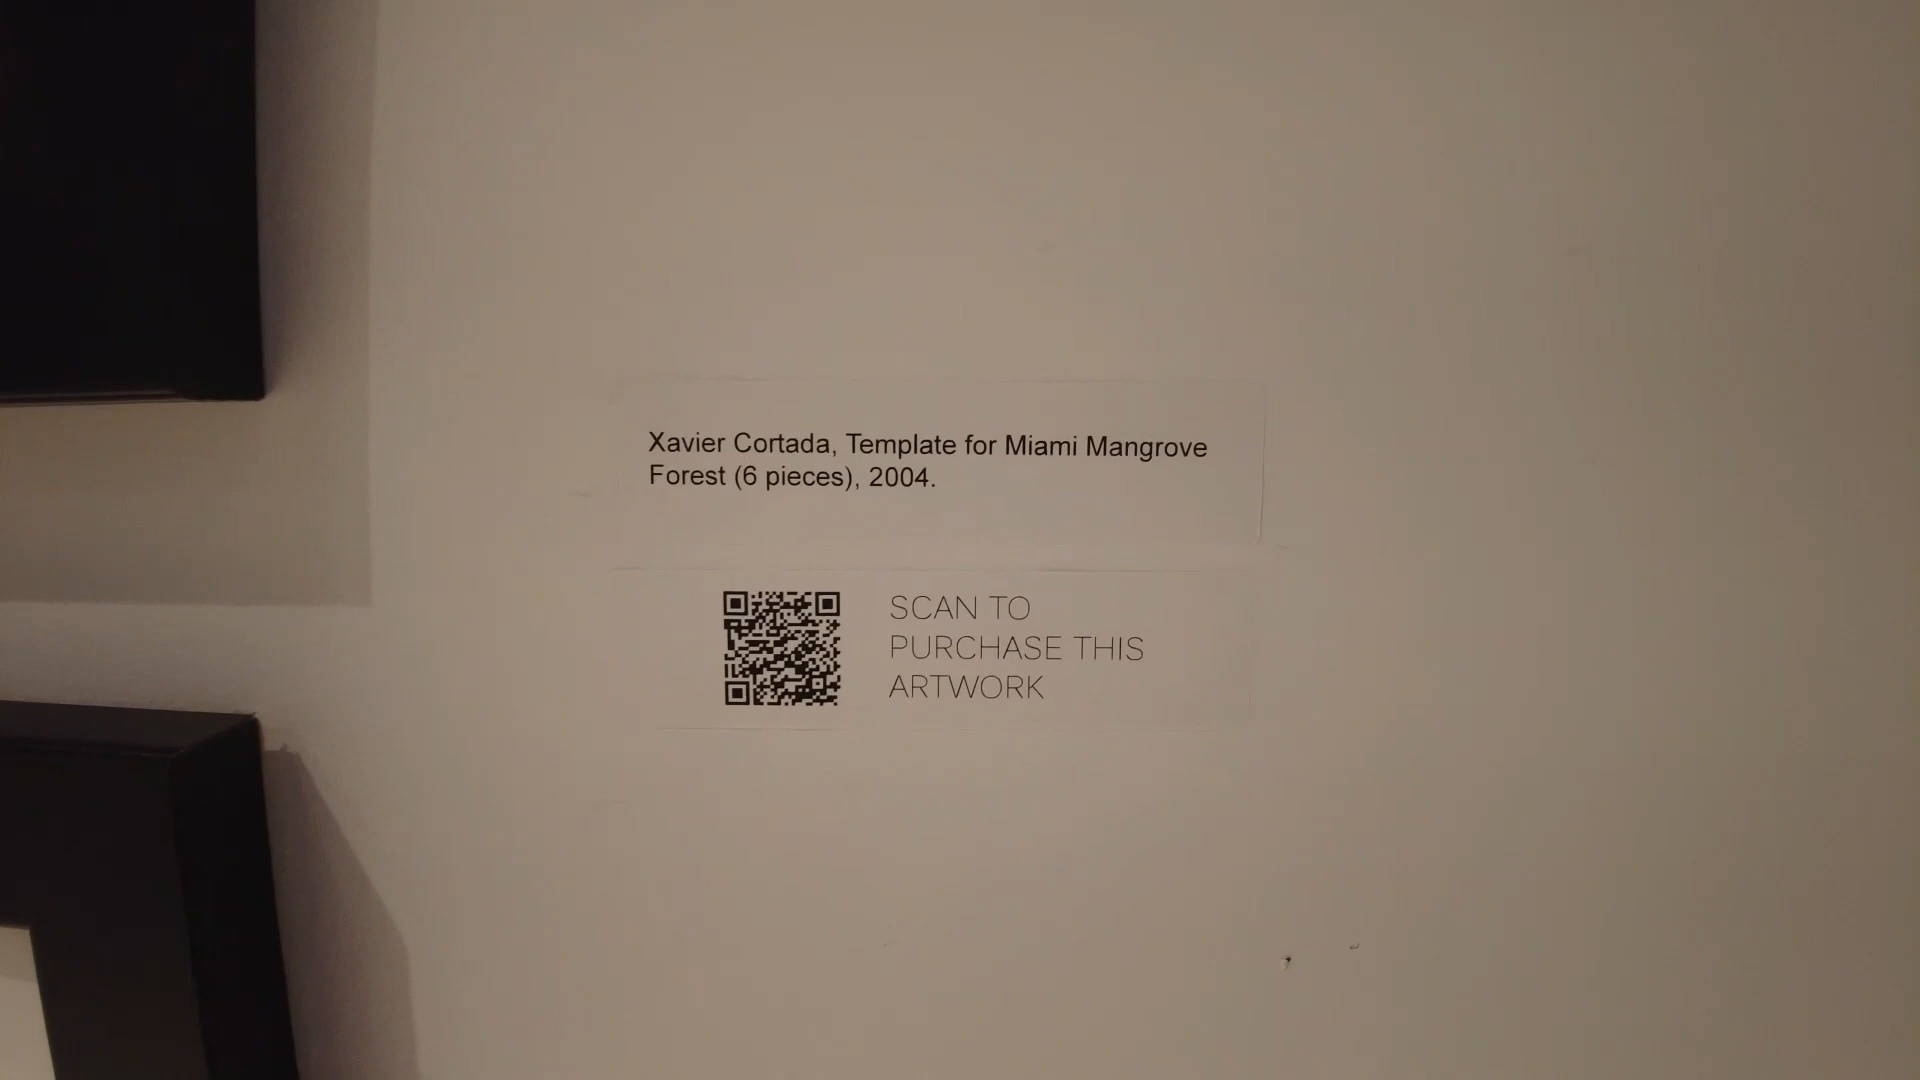 Xavier Cortada, Template for Miami Mangrove
Forest (6 pieces), 2004.
SCAN TO
PURCHASE THIS
ARTWORK